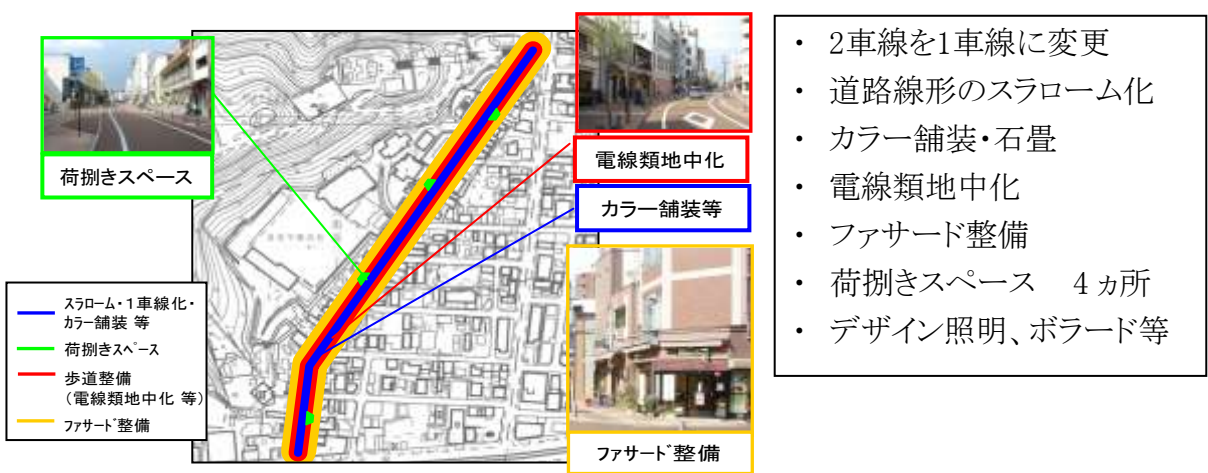 荷捌きスペース
電線類地中化
カラー舗装等
ファサード整備
スラローム・1車線化・
カラー舗装 等
荷捌きスペース
歩道整備
(電線類地中化 等)
ファサード整備
・ 2車線を1車線に変更
・ 道路線形のスラローム化
・ カラー舗装・石畳
・ 電線類地中化
・ ファサード整備
・ 荷捌きスペース 4ヵ所
・ デザイン照明、ボラード等